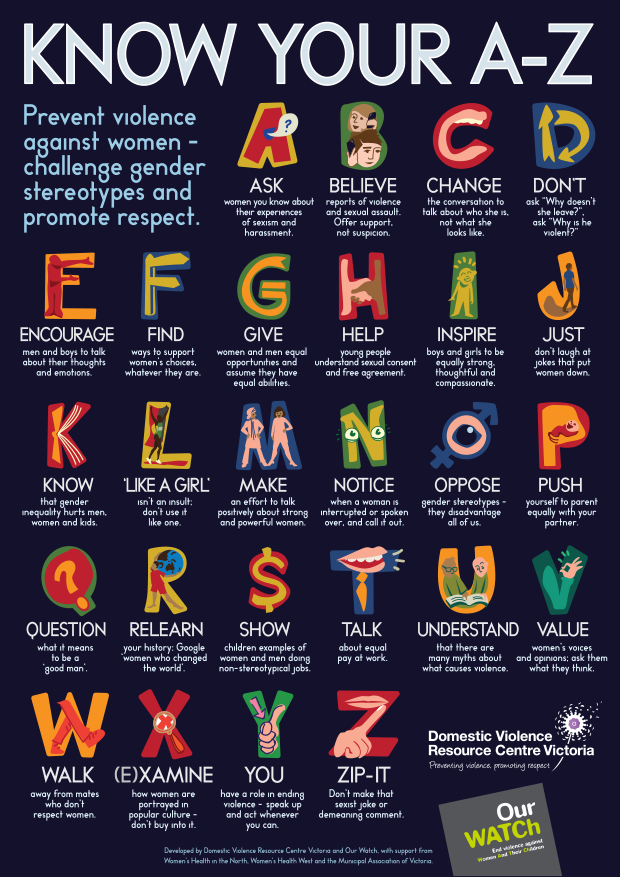 KNOW YOUR A-Z
Prevent violence
against women -
challenge gender
stereotypes and
promote respect.
ASK
women you know about
their experiences
of sexism and
harassment.
BELIEVE
reports of violence
and sexual assault.
Offer support,
not suspicion.
CHANGE
the conversation to
talk about who she is,
not what she
looks like.
DON'T
ask "Why doesn't
she leave?",
ask "Why is he
violent?"
ENCOURAGE
men and boys to talk
about their thoughts
and emotions.
FIND
ways to support
women's choices,
whatever they are.
GIVE
women and men equal
opportunities and
assume they have
equal abilities.
HELP
young people
understand sexual consent
and free agreement.
INSPIRE
boys and girls to be
equally strong,
thoughtful and
compassionate.
JUST
don't laugh at
jokes that put
women down.
KNOW
that gender
inequality hurts men,
women and kids.
'LIKE A GIRL'
isn't an insult;
don't use it
like one.
MAKE
an effort to talk
positively about strong
and powerful women.
NOTICE
when a woman is
interrupted or spoken
over, and call it out.
OPPOSE
gender stereotypes -
they disadvantage
all of us.
PUSH
yourself to parent
equally with your
partner.
QUESTION
what it means
to be a
'good man'.
RELEARN
your history: Google
'women who changed
the world'.
SHOW
children examples of
women and men doing
non-stereotypical jobs.
TALK
about equal
pay at work.
UNDERSTAND
that there are
many myths about
what causes violence.
VALUE
women's voices
and opinions; ask them
what they think.
WALK
away from mates
who don't
respect women.
(E)XAMINE
how women are
portrayed in
popular culture -
don't buy into it.
YOU
have a role in ending
violence - speak up
and act whenever
you can.
ZIP-IT
Don't make that
sexist joke or
demeaning comment.
Domestic Violence
Resource Centre Victoria
Preventing violence, promoting respect
Our
WATCh
End violence against
Women And Their Children
Developed by Domestic Violence Resource Centre Victoria and Our Watch, with support from
Women's Health in the North, Women's Health West and the Municipal Association of Victoria.